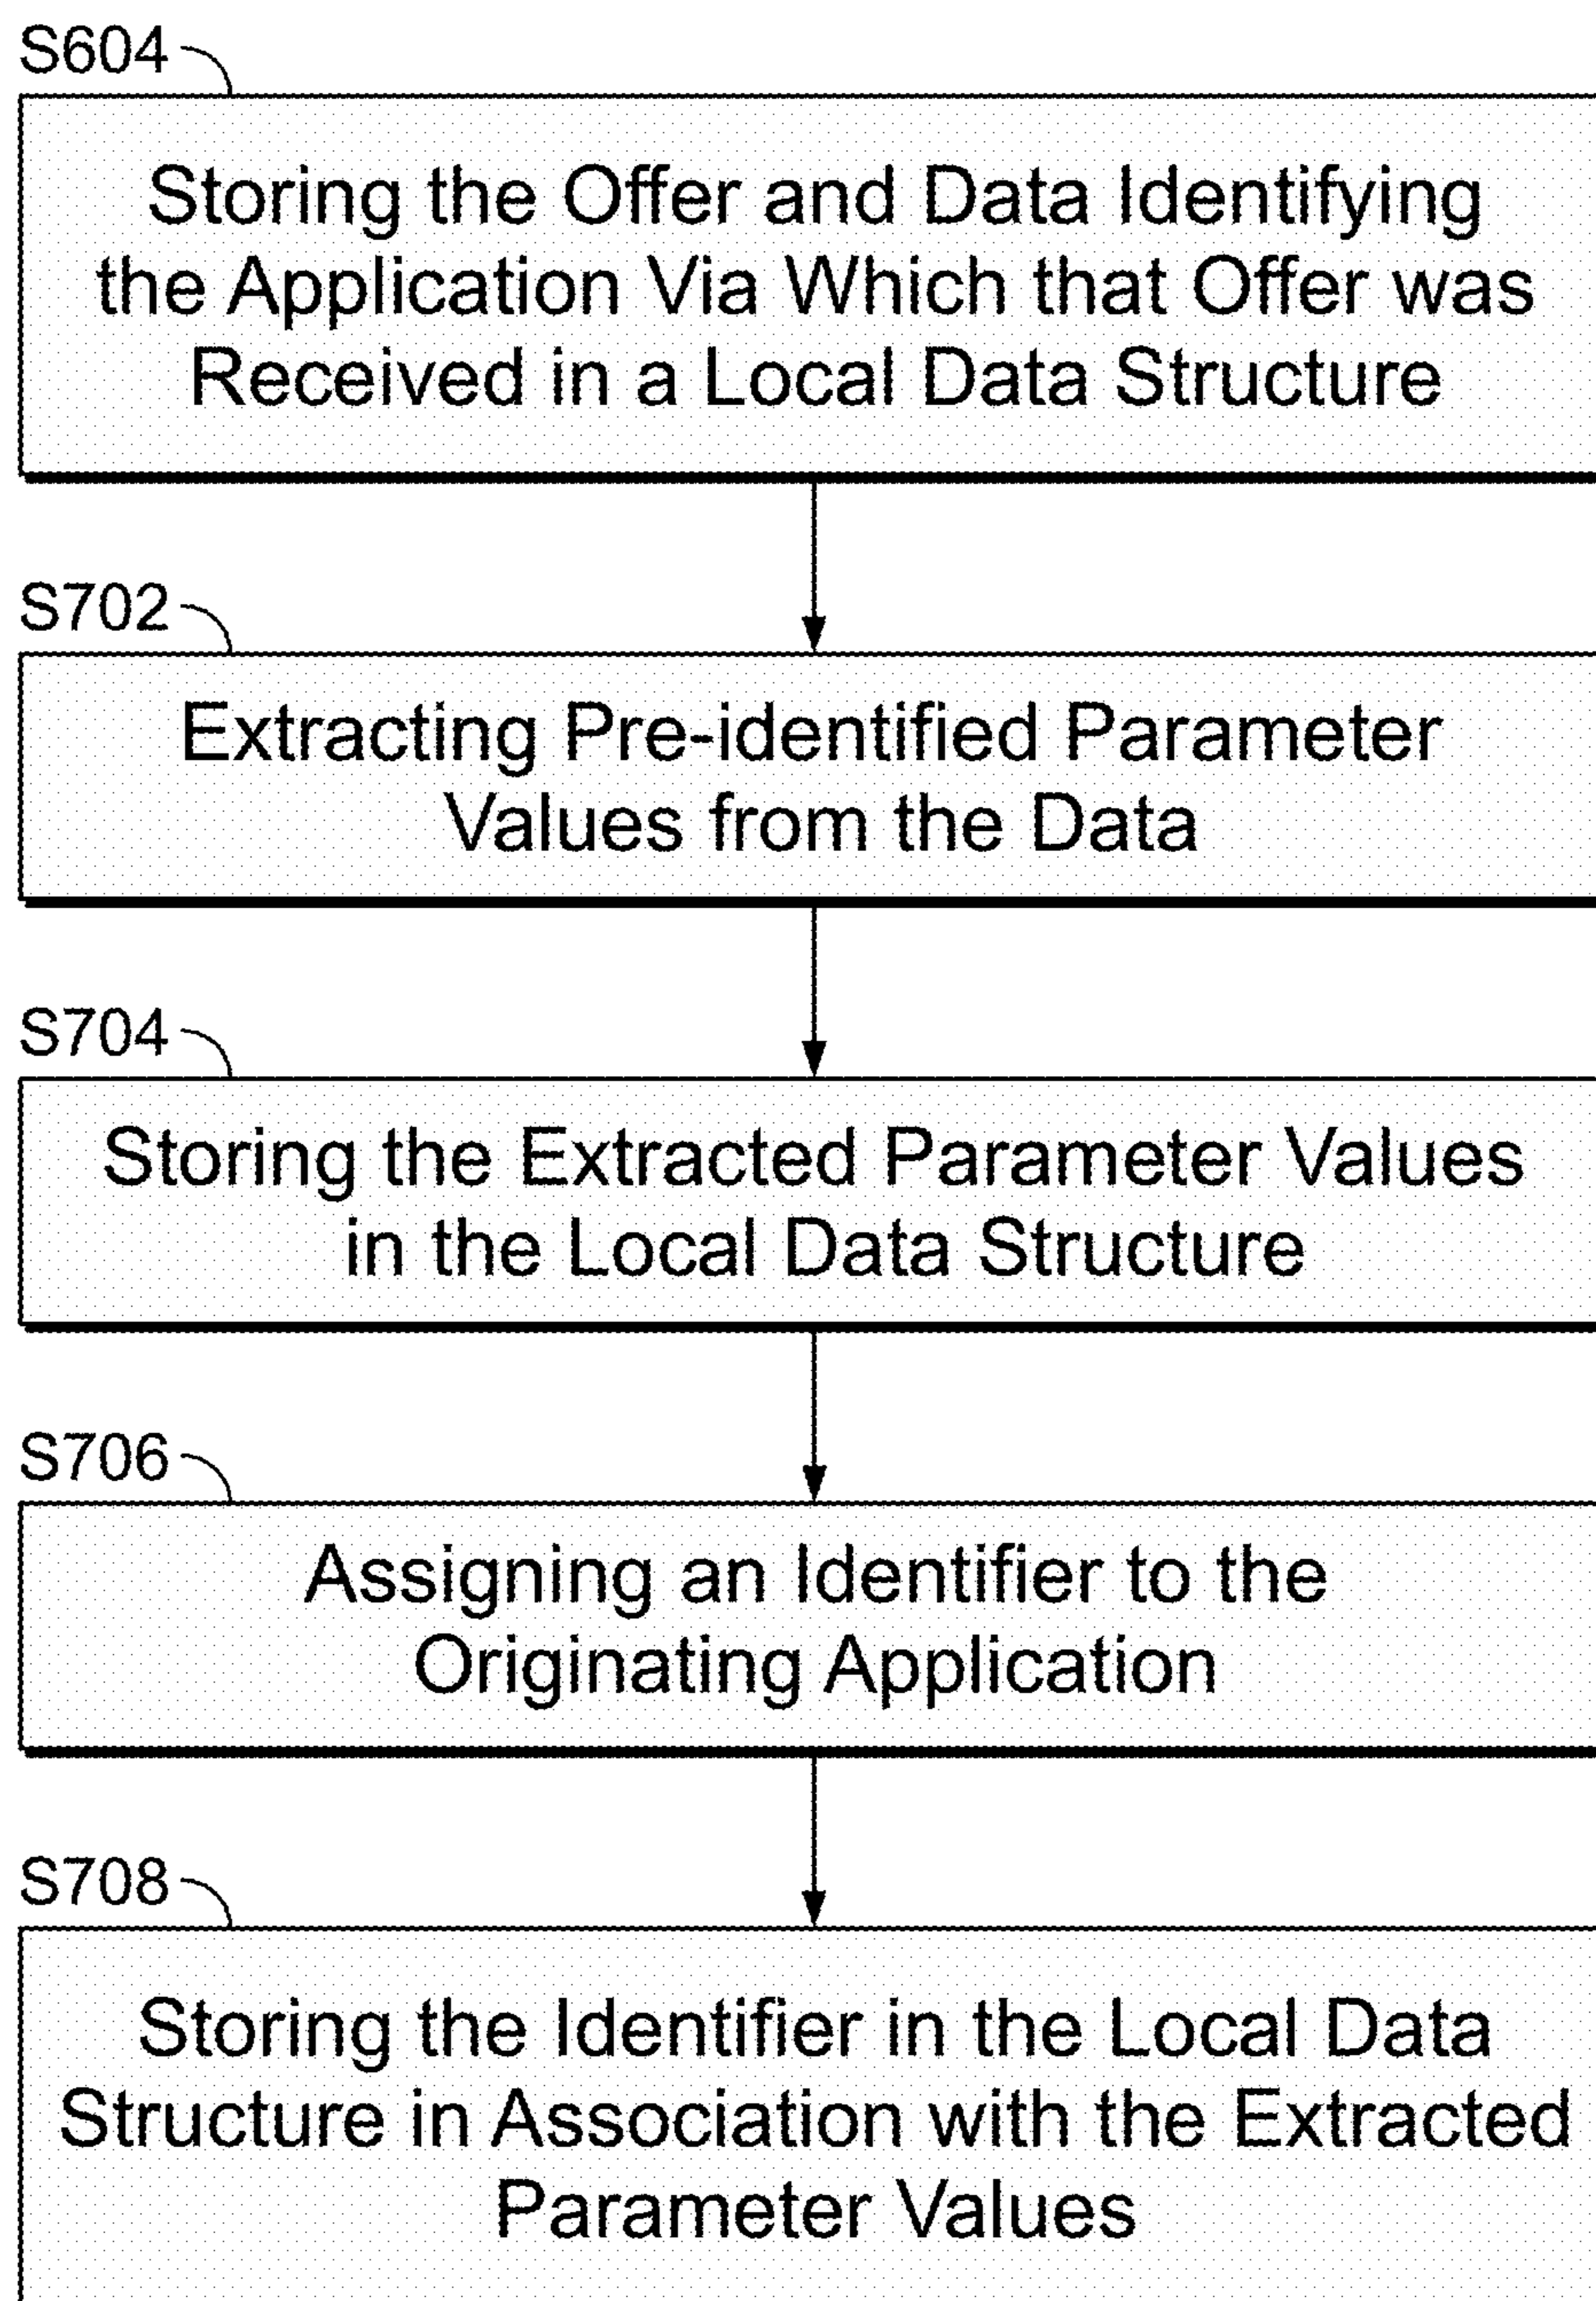 S604
Storing the Offer and Data Identifying
the Application Via Which that Offer was
Received in a Local Data Structure
S702
Extracting Pre-identified Parameter
Values from the Data
S704
Storing the Extracted Parameter Values
in the Local Data Structure
S706
Assigning an Identifier to the
Originating Application
S708
Storing the Identifier in the Local Data
Structure in Association with the Extracted
Parameter Values